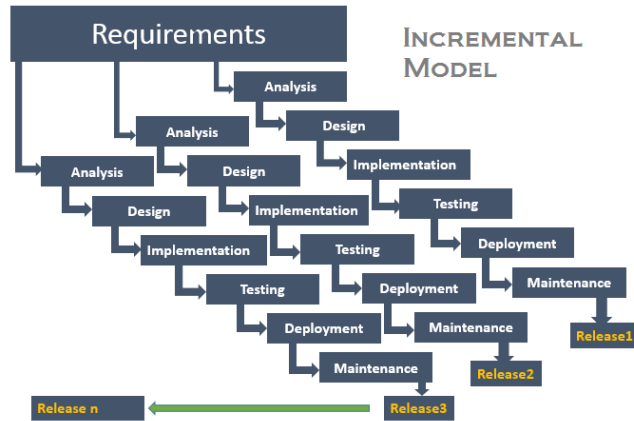 Requirements
INCREMENTAL
MODEL
Analysis
Design
Implementation
Testing
Deployment
Maintenance
Release1
Analysis
Design
Implementation
Testing
Deployment
Maintenance
Release2
Analysis
Design
Implementation
Testing
Deployment
Maintenance
Release3
Release n